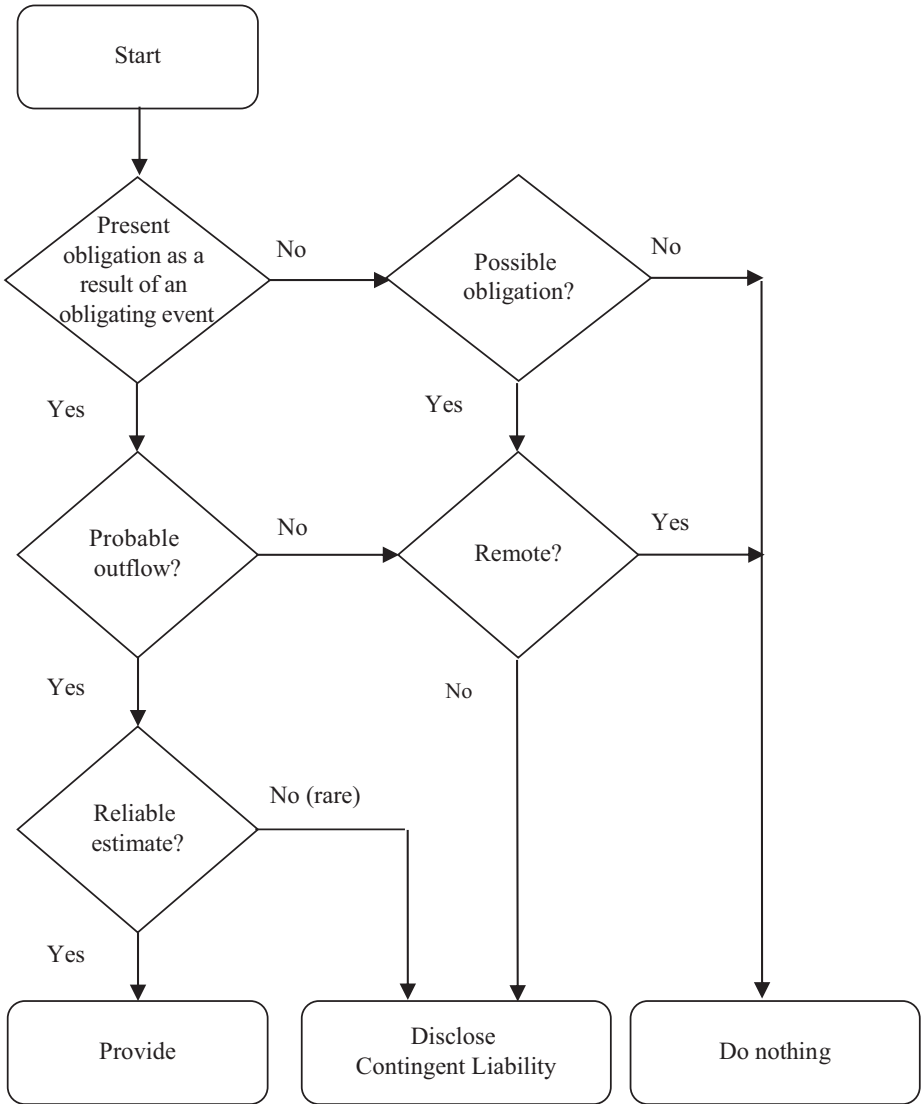 Start
Present
obligation as a
result of an
obligating event
No
Possible
obligation?
No
Yes
Yes
Probable
outflow?
No
Remote?
Yes
Yes
No
Reliable
estimate?
No (rare)
Yes
Provide
Disclose
Contingent Liability
Do nothing